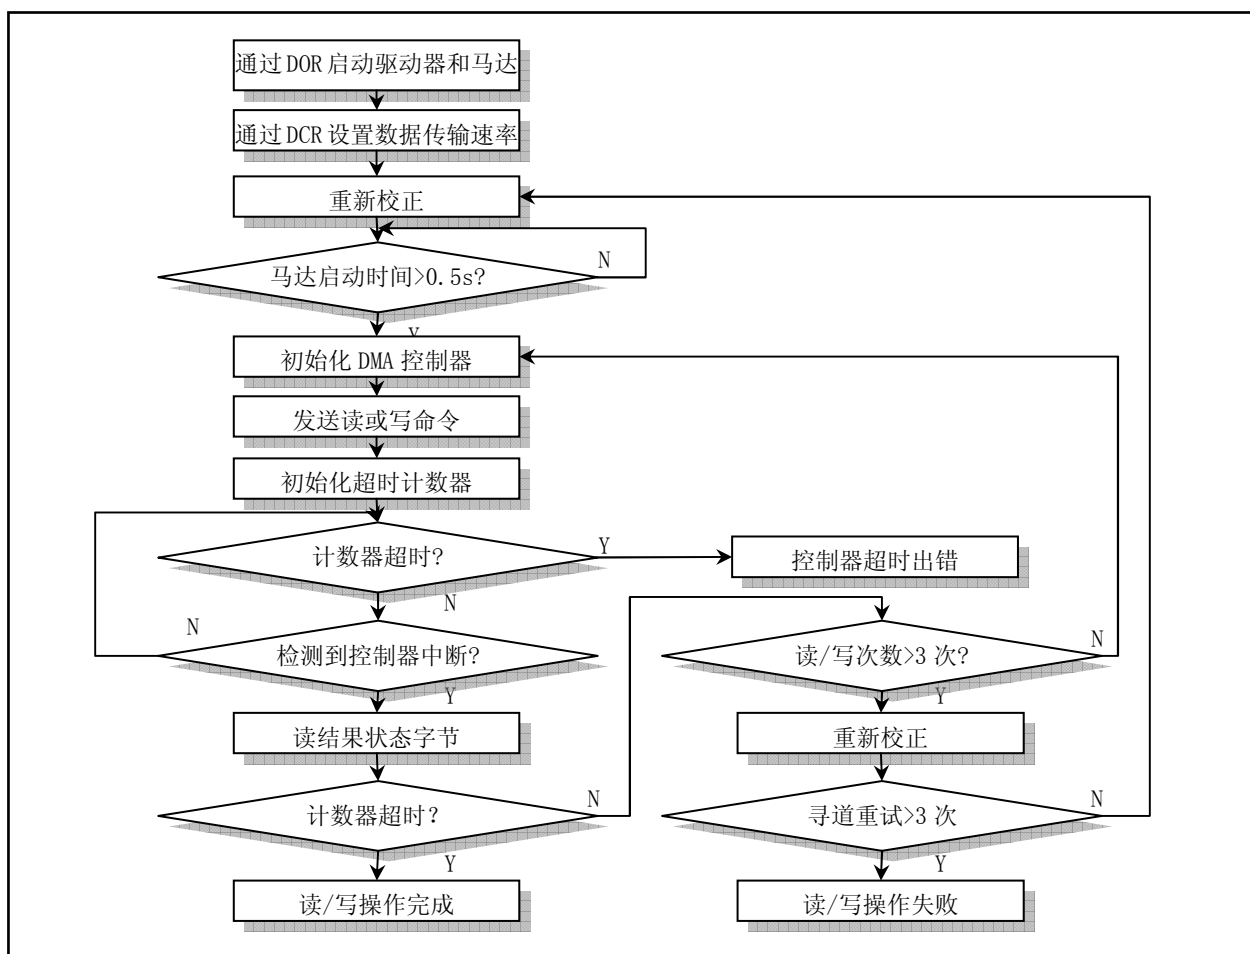 通过DOR启动驱动器和马达
通过DCR设置数据传输速率
重新校正
马达启动时间>0.5s?
N
Y
初始化DMA控制器
发送读或写命令
初始化超时计数器
计数器超时?
Y
控制器超时出错
N
N
检测到控制器中断?
读/写次数>3次?
N
Y
Y
读结果状态字节
重新校正
计数器超时?
N
寻道重试>3次
N
Y
Y
读/写操作完成
读/写操作失败